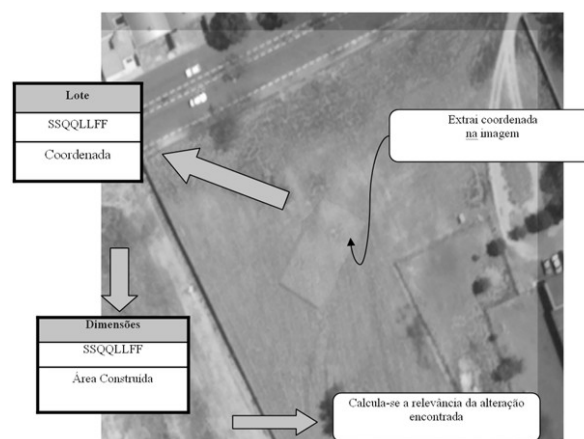 Lote
SSQQLLFF
Coordenada
Extrai coordenada
na imagem
Dimensões
SSQQLLFF
Área Construída
Calcula-se a relevância da alteração
encontrada